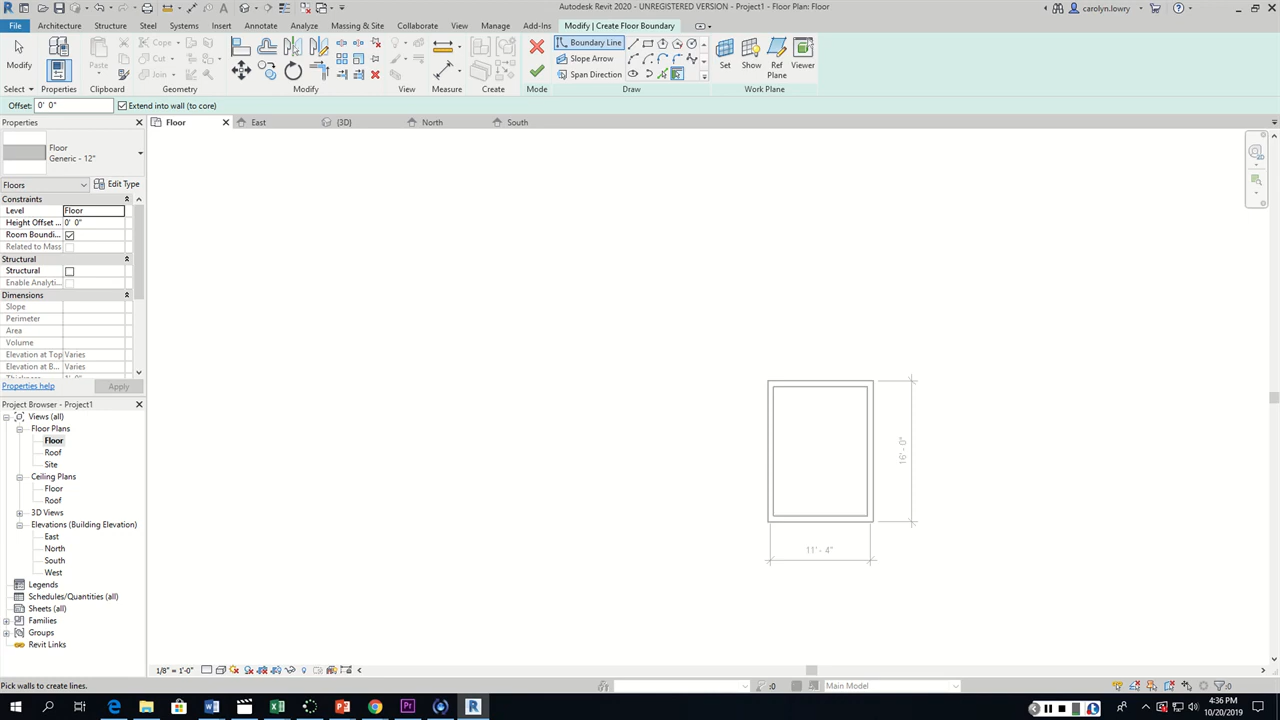 Autodesk Revit 2020 - UNREGISTERED VERSION - Project1 - Floor Plan: Floor
carolyn.lowry
File Architecture Structure Steel Systems Insert Annotate Analyze Massing & Site Collaborate View Manage Add-Ins Modify | Create Floor Boundary
Modify
Paste
Cope
Cut
Join
Boundary Line
Slope Arrow
Span Direction
Set Show Ref Plane Viewer
Select Properties Clipboard Geometry Modify View Measure Create Mode Draw Work Plane
Offset: 0' 0" Extend into wall (to core)
Properties
Floor East {3D} North South
Floor
Generic - 12"
Floors Edit Type
Constraints
Level Floor
Height Offset ... 0' 0"
Room Boundi...
Related to Mass
Structural
Structural
Enable Analyti...
Dimensions
Slope
Perimeter
Area
Volume
Elevation at Top Varies
Elevation at B... Varies
Properties help Apply
Project Browser - Project1
Views (all)
Floor Plans
Floor
Roof
Site
Ceiling Plans
Floor
Roof
3D Views
Elevations (Building Elevation)
East
North
South
West
Legends
Schedules/Quantities (all)
Sheets (all)
Families
Groups
Revit Links
16' - 0"
11' - 4"
1/8" = 1'-0"
Pick walls to create lines.
:0
Main Model
:0
4:36 PM
10/20/2019